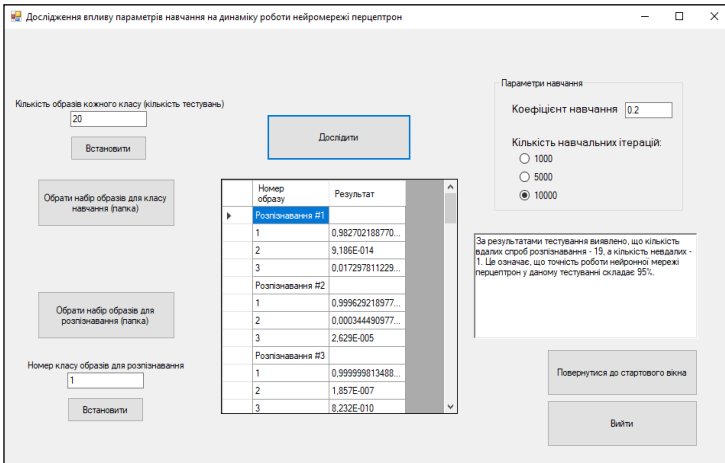 Дослідження впливу параметрів навчання на динаміку роботи нейромережі перцептрон
Кількість образів кожного класу (кількість тестувань)
20
Встановити
Обрати набір образів для класу
навчання (папка)
Обрати набір образів для
розпізнавання (папка)
Номер класу образів для розпізнавання
1
Встановити
Дослідити
Номер
образу
Результат
Розпізнавання #1
1 0,982702188770...
2 9,186E-014
3 0,017297811229...
Розпізнавання #2
1 0,999629218977...
2 0,000344490977...
3 2,629E-005
Розпізнавання #3
1 0,999999813488...
2 1,857E-007
3 8,232E-010
Параметри навчання
Коефіцієнт навчання 0.2
Кількість навчальних ітерацій:
1000
5000
10000
За результатами тестування виявлено, що кількість
вдалих спроб розпізнавання - 19, а кількість невдалих -
1. Це означає, що точність роботи нейронної мережі
перцептрон у даному тестуванні складає 95%.
Повернутися до стартового вікна
Вийти